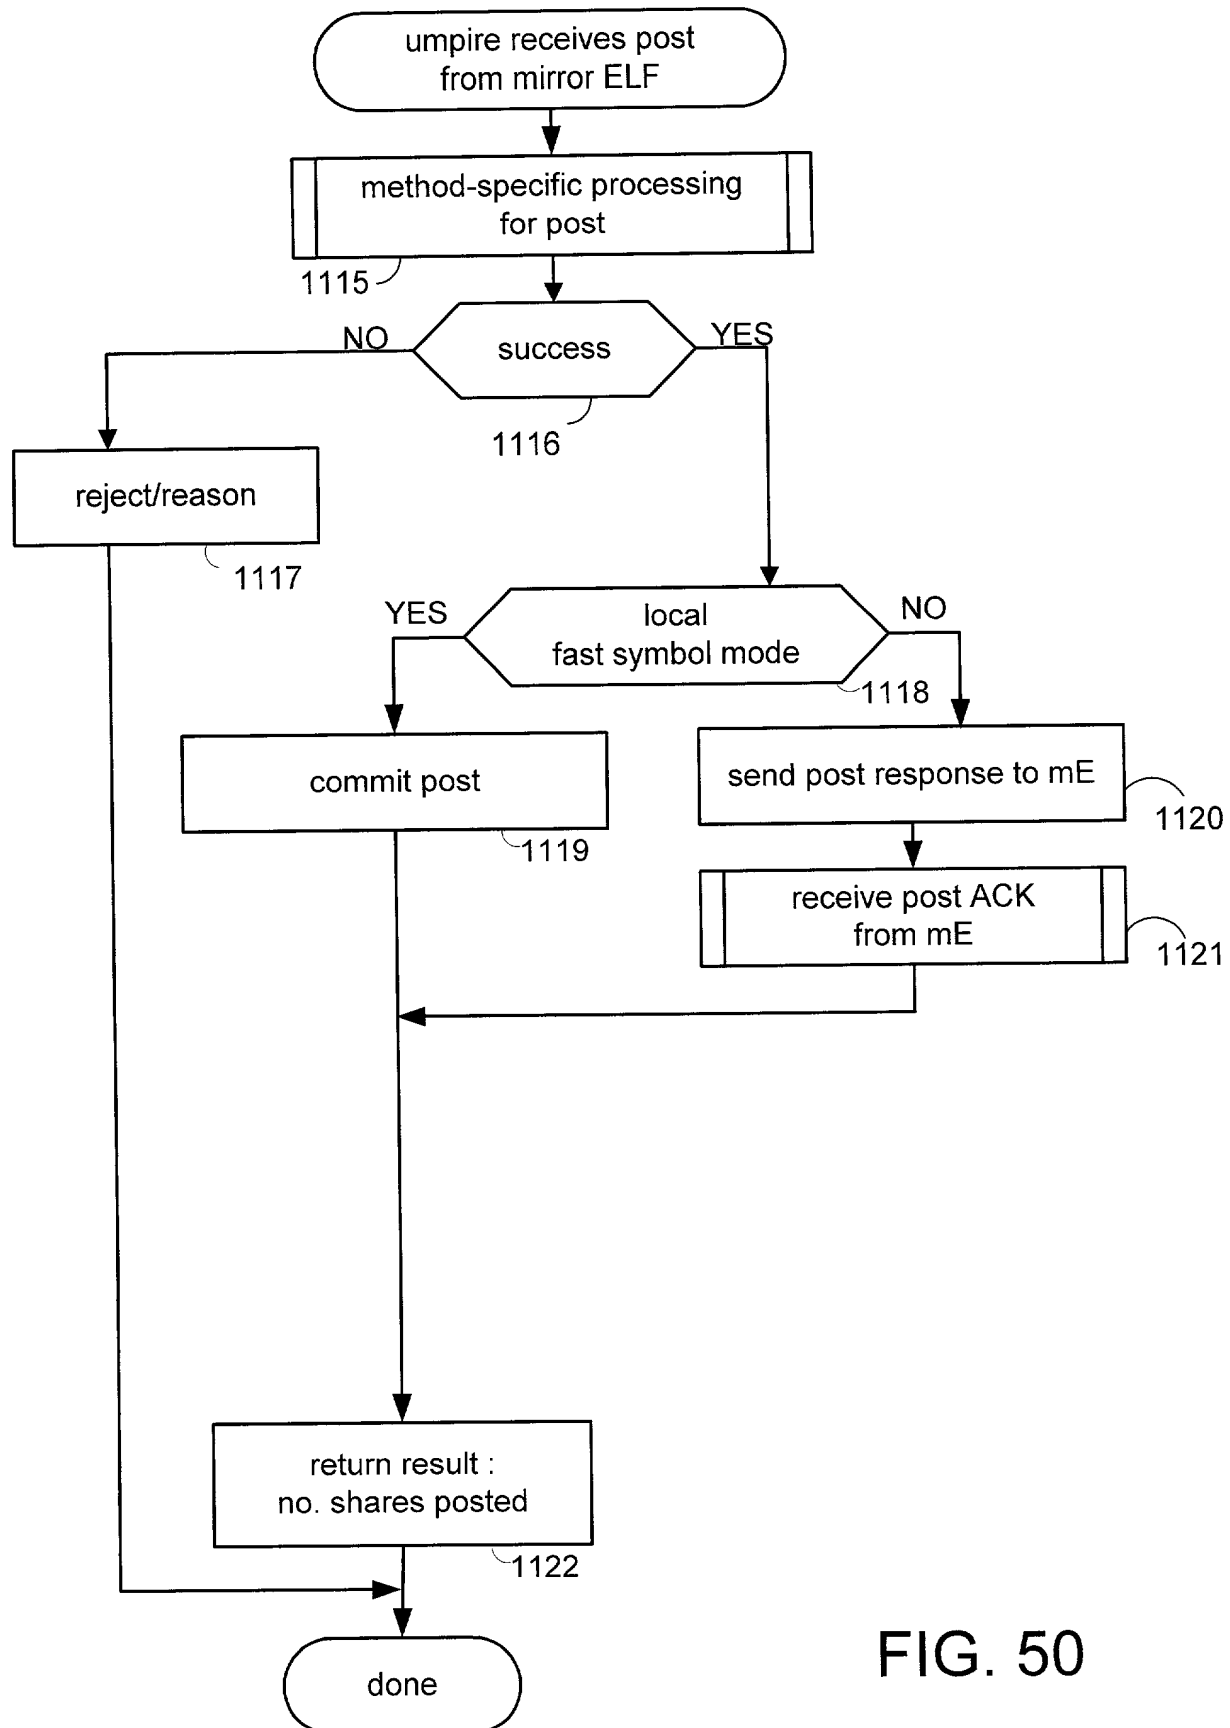 umpire receives post
from mirror ELF
method-specific processing
for post
1115
NO
YES
success
1116
reject/reason
1117
YES
NO
local
fast symbol mode
1118
commit post
1119
send post response to mE
1120
receive post ACK
from mE
1121
return result :
no. shares posted
1122
done
FIG. 50